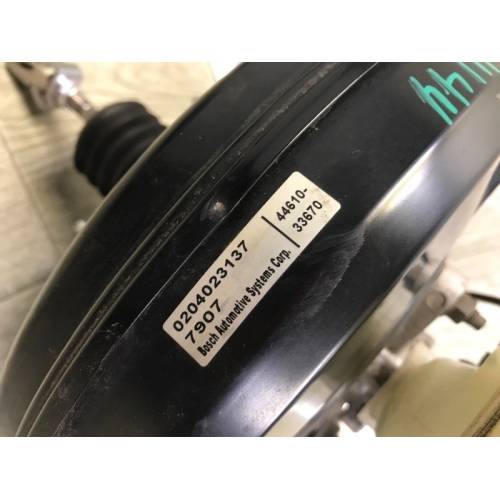 0204023137
7907
Bosch Automotive Systems Corp.
44610-
33670